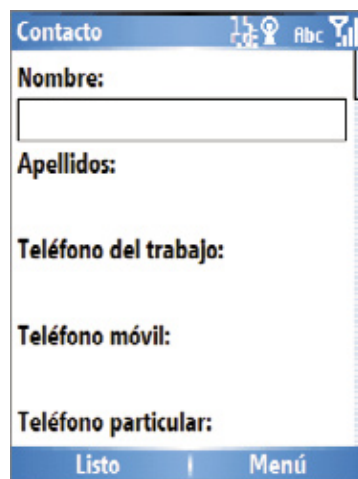 Contacto Abc
Nombre:
Apellidos:
Teléfono del trabajo:
Teléfono móvil:
Teléfono particular:
Listo Menú